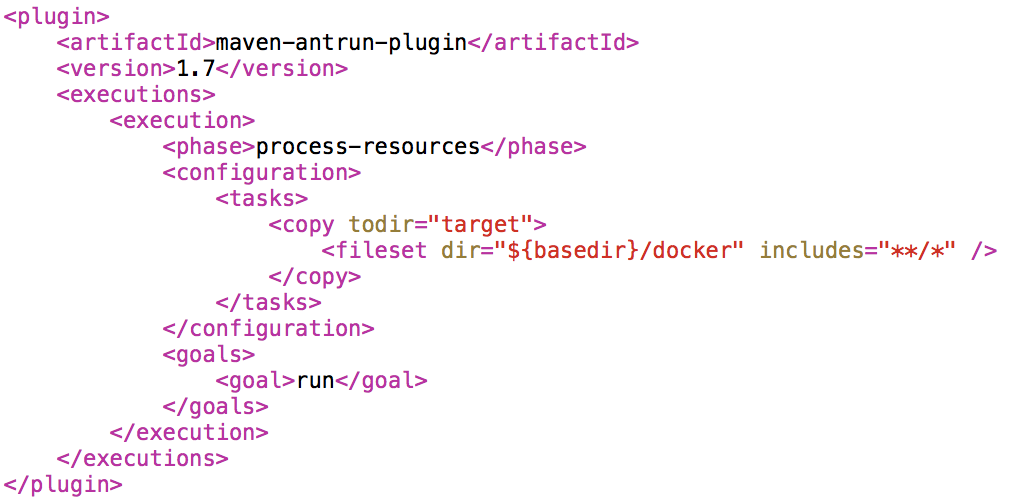 <plugin>
    <artifactId>maven-antrun-plugin</artifactId>
    <version>1.7</version>
    <executions>
        <execution>
            <phase>process-resources</phase>
            <configuration>
                <tasks>
                    <copy todir="target">
                        <fileset dir="${basedir}/docker" includes="**/*" />
                    </copy>
                </tasks>
            </configuration>
            <goals>
                <goal>run</goal>
            </goals>
        </execution>
    </executions>
</plugin>